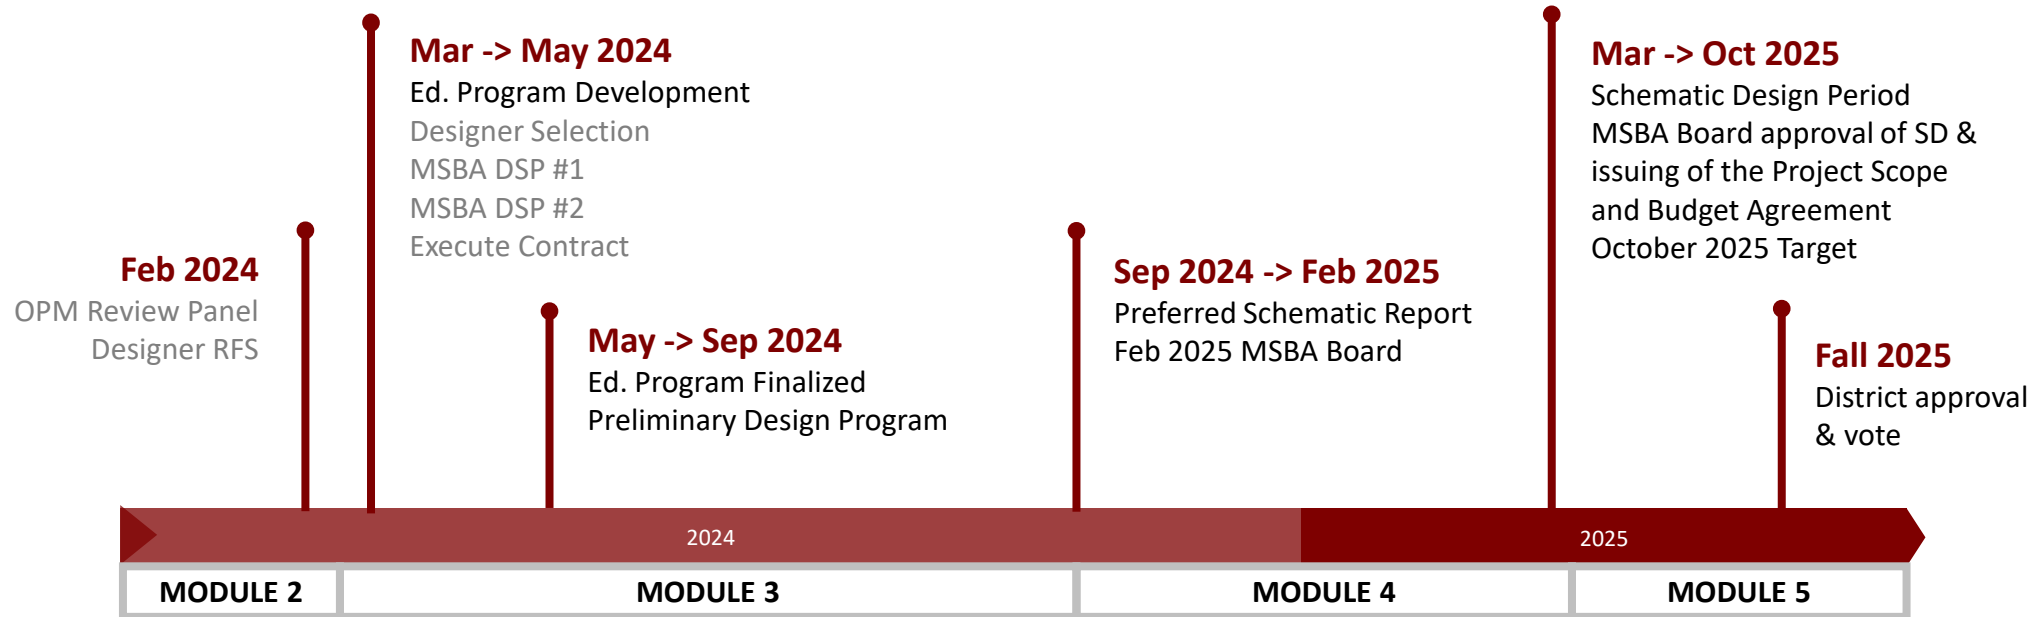 Feb 2024
OPM Review Panel
Designer RFS
Mar -> May 2024
Ed. Program Development
Designer Selection
MSBA DSP #1
MSBA DSP #2
Execute Contract
May -> Sep 2024
Ed. Program Finalized
Preliminary Design Program
Sep 2024 -> Feb 2025
Preferred Schematic Report
Feb 2025 MSBA Board
Mar -> Oct 2025
Schematic Design Period
MSBA Board approval of SD &
issuing of the Project Scope
and Budget Agreement
October 2025 Target
Fall 2025
District approval
& vote
2024
2025
MODULE 2
MODULE 3
MODULE 4
MODULE 5